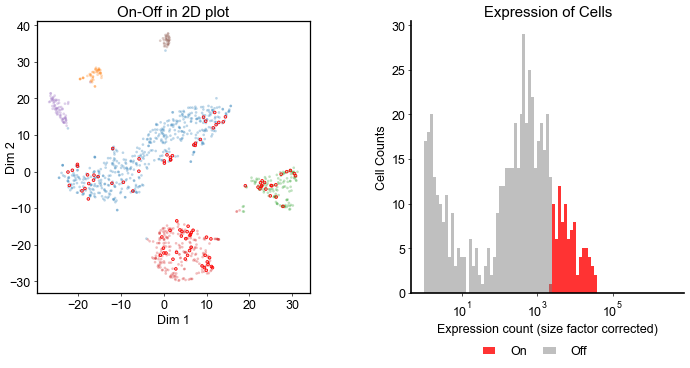 On-Off in 2D plot
40
30
20
10
0
−10
−20
−30
Dim 2
−20 −10 0 10 20 30
Dim 1
Expression of Cells
30
25
20
15
10
5
0
Cell Counts
10^1 10^3 10^5
Expression count (size factor corrected)
On Off